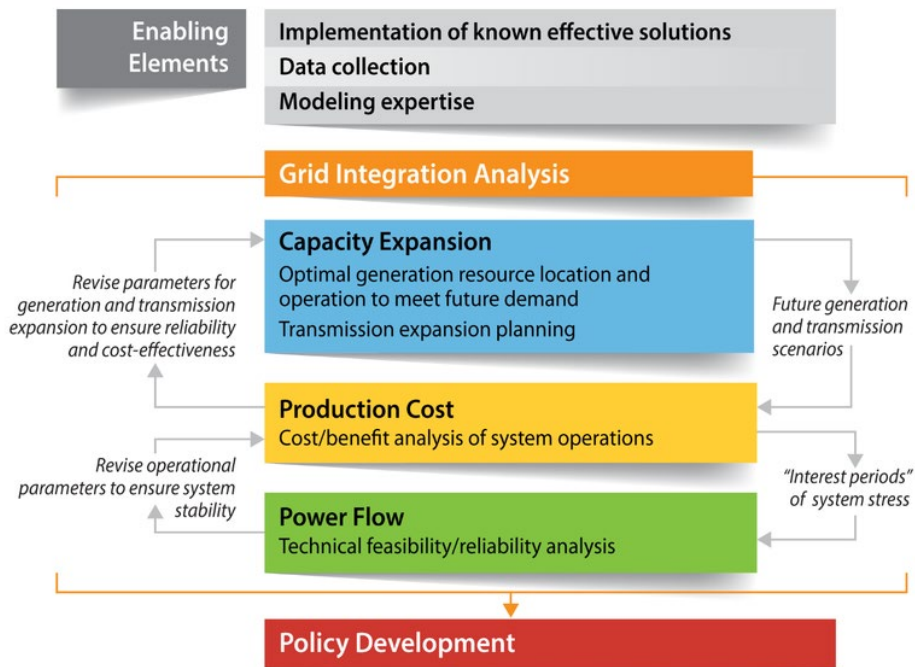 Enabling
Elements
Implementation of known effective solutions
Data collection
Modeling expertise
Grid Integration Analysis
Capacity Expansion
Optimal generation resource location and
operation to meet future demand
Transmission expansion planning
Revise parameters for
generation and transmission
expansion to ensure reliability
and cost-effectiveness
Future generation
and transmission
scenarios
Production Cost
Cost/benefit analysis of system operations
Revise operational
parameters to ensure system
stability
“Interest periods”
of system stress
Power Flow
Technical feasibility/reliability analysis
Policy Development